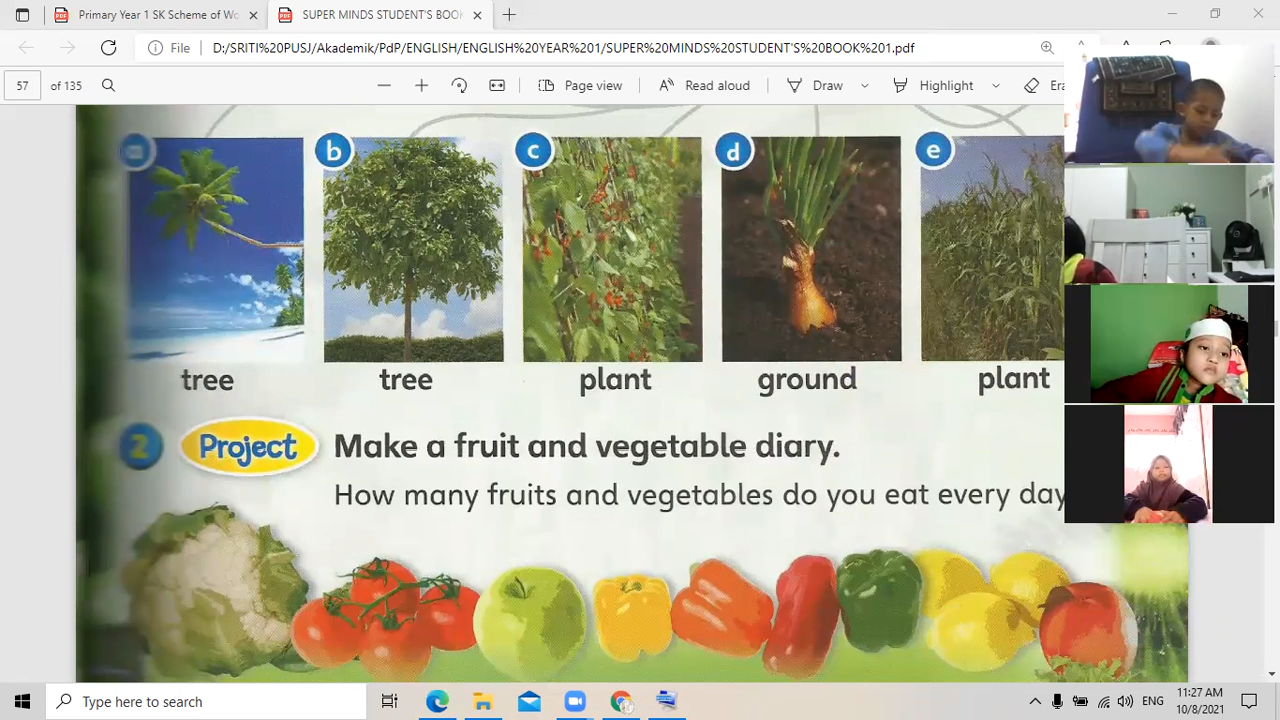 Primary Year 1 SK Scheme of Wo
SUPER MINDS STUDENT'S BOOK
File
D:/SRITI%20PUSJ/Akademik/PdP/ENGLISH/ENGLISH%20YEAR%201/SUPER%20MINDS%20STUDENT'S%20BOOK%201.pdf
57 of 135
Page view
Read aloud
Draw
Highlight
Era
a b c d e
tree tree plant ground plant
2 Project Make a fruit and vegetable diary.
How many fruits and vegetables do you eat every day
Type here to search
ENG
11:27 AM
10/8/2021